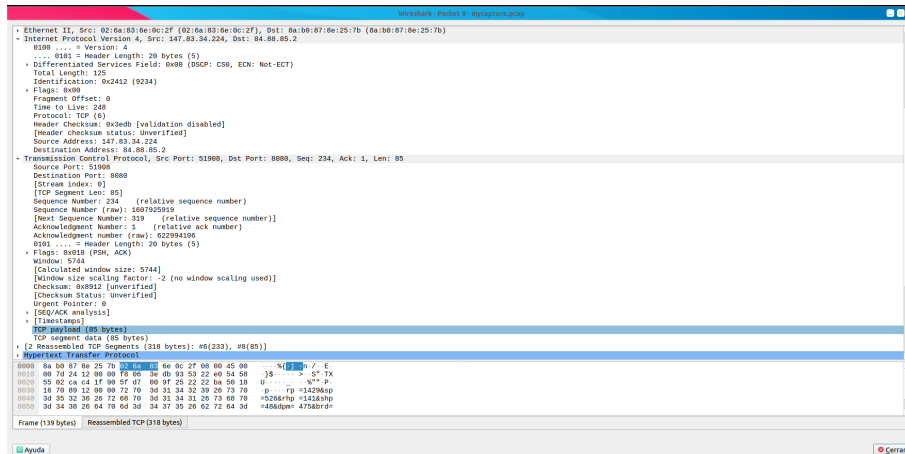 Wireshark · Packet 8 · mycapture.pcap
Ethernet II, Src: 02:6a:83:6e:0c:2f (02:6a:83:6e:0c:2f), Dst: 8a:b0:87:8e:25:7b (8a:b0:87:8e:25:7b)
Internet Protocol Version 4, Src: 147.83.34.224, Dst: 84.88.85.2
0100 .... = Version: 4
.... 0101 = Header Length: 20 bytes (5)
Differentiated Services Field: 0x00 (DSCP: CS0, ECN: Not-ECT)
Total Length: 125
Identification: 0x2412 (9234)
Flags: 0x00
Fragment Offset: 0
Time to Live: 248
Protocol: TCP (6)
Header Checksum: 0x3edb [validation disabled]
[Header checksum status: Unverified]
Source Address: 147.83.34.224
Destination Address: 84.88.85.2
Transmission Control Protocol, Src Port: 51908, Dst Port: 8080, Seq: 234, Ack: 1, Len: 85
Source Port: 51908
Destination Port: 8080
[Stream index: 0]
[TCP Segment Len: 85]
Sequence Number: 234 (relative sequence number)
Sequence Number (raw): 1607925919
[Next Sequence Number: 319 (relative sequence number)]
Acknowledgment Number: 1 (relative ack number)
Acknowledgment number (raw): 622994106
0101 .... = Header Length: 20 bytes (5)
Flags: 0x018 (PSH, ACK)
Window: 5744
[Calculated window size: 5744]
[Window size scaling factor: -2 (no window scaling used)]
Checksum: 0x8912 [unverified]
[Checksum Status: Unverified]
Urgent Pointer: 0
[SEQ/ACK analysis]
[Timestamps]
TCP payload (85 bytes)
TCP segment data (85 bytes)
[2 Reassembled TCP Segments (318 bytes): #6(233), #8(85)]
Hypertext Transfer Protocol
0000 8a b0 87 8e 25 7b 02 6a 83 6e 0c 2f 08 00 45 00 ····%{·j ·n·/··E·
0010 00 7d 24 12 00 00 f8 06 3e db 93 53 22 e0 54 58 ·}$····· >··S"·TX
0020 55 02 ca c4 1f 90 5f d7 00 9f 25 22 22 ba 50 18 U·····_· ··%""·P·
0030 16 70 89 12 00 00 72 70 3d 31 34 32 39 26 73 70 ·p····rp =1429&sp
0040 3d 35 32 36 26 72 68 70 3d 31 34 31 26 73 68 70 =526&rhp =141&shp
0050 3d 34 38 26 64 70 6d 3d 34 37 35 26 62 72 64 3d =48&dpm= 475&brd=
Frame (139 bytes) Reassembled TCP (318 bytes)
Ayuda Cerrar